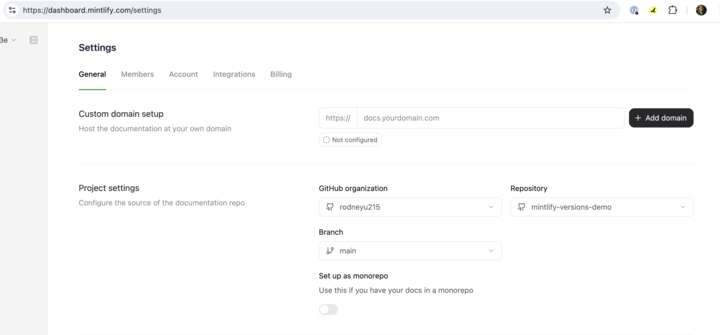 https://dashboard.mintlify.com/settings
Settings
General Members Account Integrations Billing
Custom domain setup
Host the documentation at your own domain
https:// docs.yourdomain.com
+ Add domain
Not configured
Project settings
Configure the source of the documentation repo
GitHub organization
rodneyu215
Repository
mintlify-versions-demo
Branch
main
Set up as monorepo
Use this if you have your docs in a monorepo